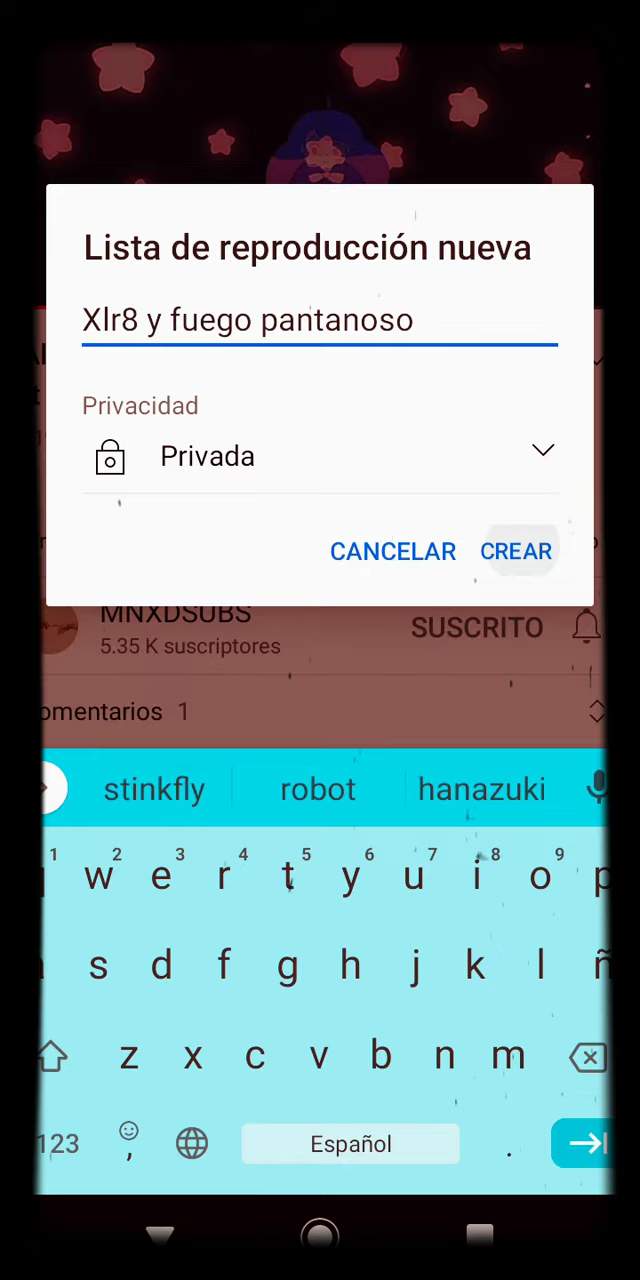 Lista de reproducción nueva
Xlr8 y fuego pantanoso
Privacidad
Privada
CANCELAR CREAR
MNXDSUBS
5.35 K suscriptores
SUSCRITO
omentarios 1
stinkfly robot hanazuki
1 2 3 4 5 6 7 8 9
w e r t y u i o p
s d f g h j k l ñ
z x c v b n m
123 , Español .